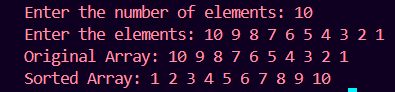 Enter the number of elements: 10
Enter the elements: 10 9 8 7 6 5 4 3 2 1
Original Array: 10 9 8 7 6 5 4 3 2 1
Sorted Array: 1 2 3 4 5 6 7 8 9 10